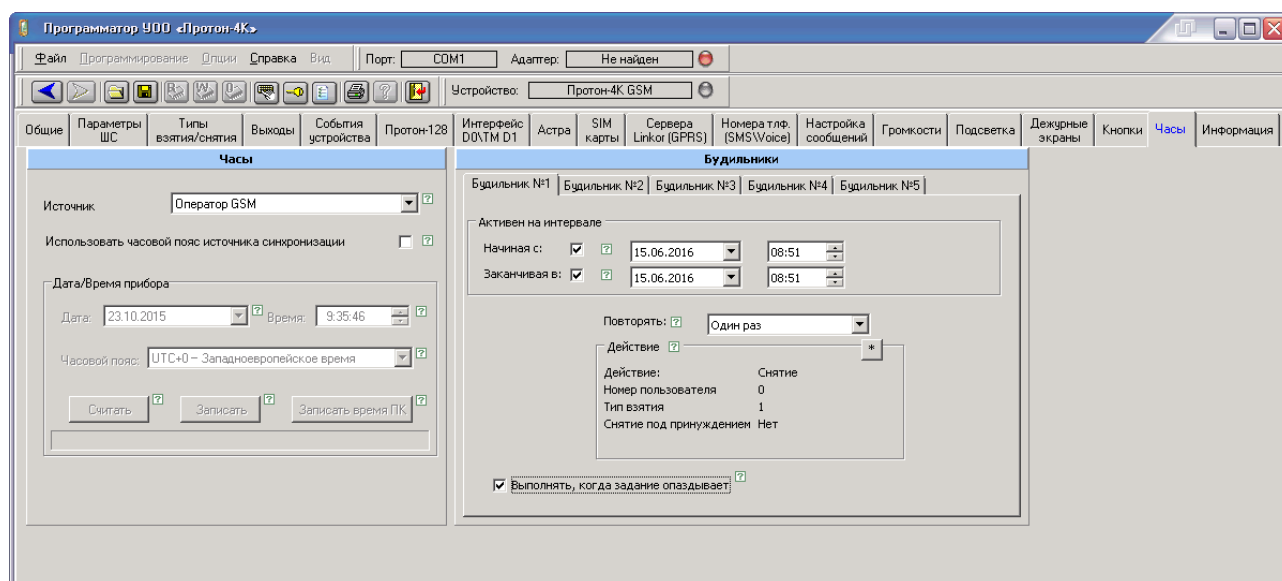 Программатор УОО «Протон-4К»
Файл Программирование Опции Справка Вид Порт: COM1 Адаптер: Не найден
Устройство: Протон-4К GSM
Общие
Параметры ШС
Типы взятия/снятия
Выходы
События устройства
Протон-128
Интерфейс D0\TM D1
Астра
SIM карты
Сервера Linkor (GPRS)
Номера тлф. (SMS\Voice)
Настройка сообщений
Громкости
Подсветка
Дежурные экраны
Кнопки
Часы
Информация
Часы
Источник Оператор GSM ?
Использовать часовой пояс источника синхронизации ?
Дата/Время прибора
Дата: 23.10.2015 ? Время: 9:35:46 ?
Часовой пояс: UTC+0 – Западноевропейское время ?
Считать ? Записать ? Записать время ПК ?
Будильники
Будильник №1 Будильник №2 Будильник №3 Будильник №4 Будильник №5
Активен на интервале
Начиная с: ? 15.06.2016 08:51
Заканчивая в: ? 15.06.2016 08:51
Повторять: ? Один раз
Действие ? *
Действие: Снятие
Номер пользователя 0
Тип взятия 1
Снятие под принуждением Нет
Выполнять, когда задание опаздывает ?